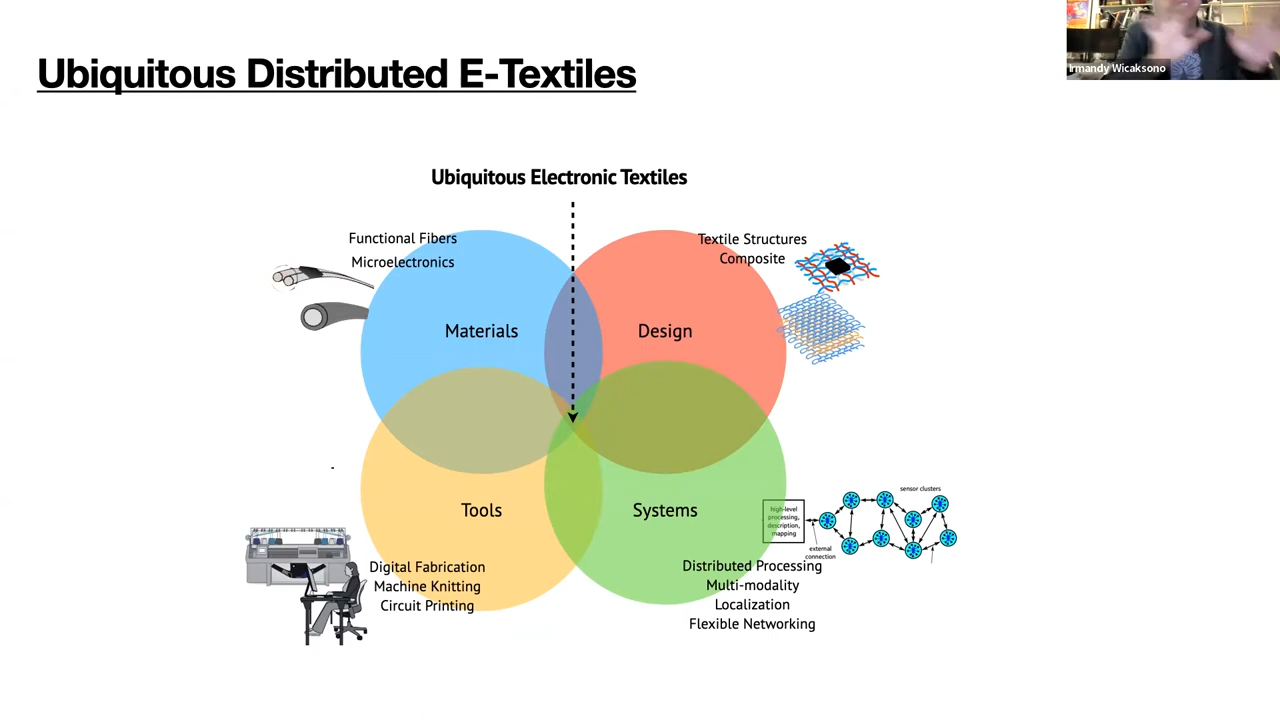 Ubiquitous Distributed E-Textiles
Irmandy Wicaksono
Ubiquitous Electronic Textiles
Functional Fibers
Microelectronics
Textile Structures
Composite
Materials
Design
Tools
Systems
Digital Fabrication
Machine Knitting
Circuit Printing
sensor clusters
high-level
processing,
description,
mapping
external
connection
Distributed Processing
Multi-modality
Localization
Flexible Networking